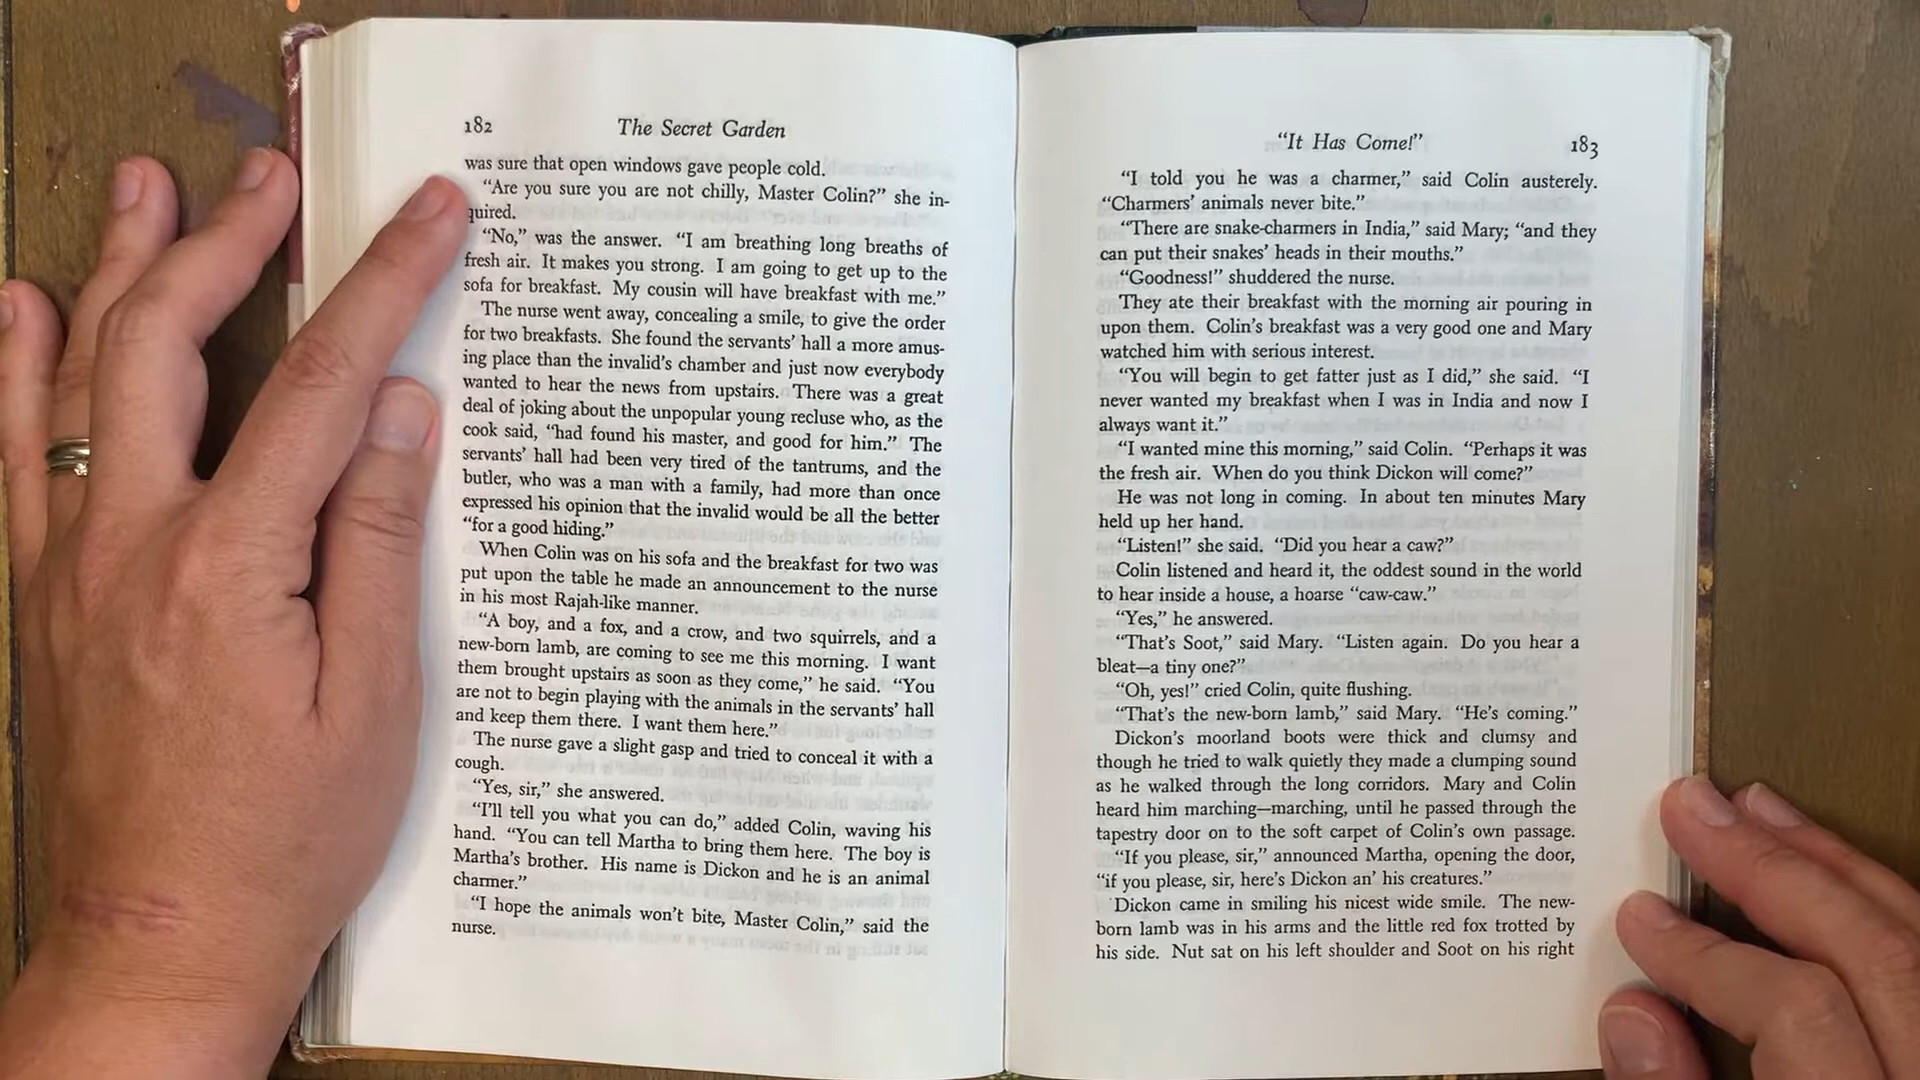 182 The Secret Garden
was sure that open windows gave people cold.
“Are you sure you are not chilly, Master Colin?” she in-
quired.
“No,” was the answer. “I am breathing long breaths of
fresh air. It makes you strong. I am going to get up to the
sofa for breakfast. My cousin will have breakfast with me.”
The nurse went away, concealing a smile, to give the order
for two breakfasts. She found the servants’ hall a more amus-
ing place than the invalid’s chamber and just now everybody
wanted to hear the news from upstairs. There was a great
deal of joking about the unpopular young recluse who, as the
cook said, “had found his master, and good for him.” The
servants’ hall had been very tired of the tantrums, and the
butler, who was a man with a family, had more than once
expressed his opinion that the invalid would be all the better
“for a good hiding.”
When Colin was on his sofa and the breakfast for two was
put upon the table he made an announcement to the nurse
in his most Rajah-like manner.
“A boy, and a fox, and a crow, and two squirrels, and a
new-born lamb, are coming to see me this morning. I want
them brought upstairs as soon as they come,” he said. “You
are not to begin playing with the animals in the servants’ hall
and keep them there. I want them here.”
The nurse gave a slight gasp and tried to conceal it with a
cough.
“Yes, sir,” she answered.
“I’ll tell you what you can do,” added Colin, waving his
hand. “You can tell Martha to bring them here. The boy is
Martha’s brother. His name is Dickon and he is an animal
charmer.”
“I hope the animals won’t bite, Master Colin,” said the
nurse.
“It Has Come!” 183
“I told you he was a charmer,” said Colin austerely.
“Charmers’ animals never bite.”
“There are snake-charmers in India,” said Mary; “and they
can put their snakes’ heads in their mouths.”
“Goodness!” shuddered the nurse.
They ate their breakfast with the morning air pouring in
upon them. Colin’s breakfast was a very good one and Mary
watched him with serious interest.
“You will begin to get fatter just as I did,” she said. “I
never wanted my breakfast when I was in India and now I
always want it.”
“I wanted mine this morning,” said Colin. “Perhaps it was
the fresh air. When do you think Dickon will come?”
He was not long in coming. In about ten minutes Mary
held up her hand.
“Listen!” she said. “Did you hear a caw?”
Colin listened and heard it, the oddest sound in the world
to hear inside a house, a hoarse “caw-caw.”
“Yes,” he answered.
“That’s Soot,” said Mary. “Listen again. Do you hear a
bleat—a tiny one?”
“Oh, yes!” cried Colin, quite flushing.
“That’s the new-born lamb,” said Mary. “He’s coming.”
Dickon’s moorland boots were thick and clumsy and
though he tried to walk quietly they made a clumping sound
as he walked through the long corridors. Mary and Colin
heard him marching—marching, until he passed through the
tapestry door on to the soft carpet of Colin’s own passage.
“If you please, sir,” announced Martha, opening the door,
“if you please, sir, here’s Dickon an’ his creatures.”
Dickon came in smiling his nicest wide smile. The new-
born lamb was in his arms and the little red fox trotted by
his side. Nut sat on his left shoulder and Soot on his right